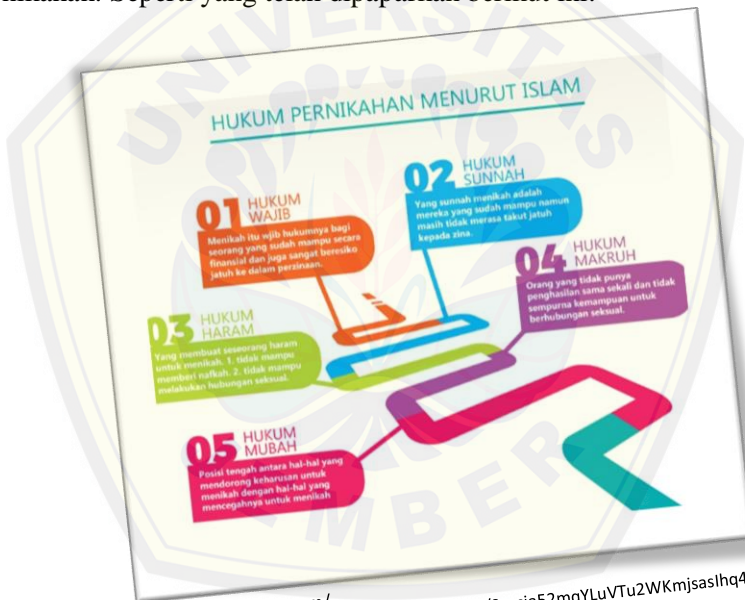 HUKUM PERNIKAHAN MENURUT ISLAM
01 HUKUM
WAJIB
Menikah itu wjib hukumnya bagi
seorang yang sudah mampu secara
finansial dan juga sangat beresiko
jatuh ke dalam perzinaan.
02 HUKUM
SUNNAH
Yang sunnah menikah adalah
mereka yang sudah mampu namun
masih tidak merasa takut jatuh
kepada zina.
03 HUKUM
HARAM
Yang membuat seseorang haram
untuk menikah. 1. tidak mampu
memberi nafkah. 2. tidak mampu
melakukan hubungan seksual.
04 HUKUM
MAKRUH
Orang yang tidak punya
penghasilan sama sekali dan tidak
sempurna kemampuan untuk
berhubungan seksual.
05 HUKUM
MUBAH
Posisi tengah antara hal-hal yang
mendorong keharusan untuk
menikah dengan hal-hal yang
mencegahnya untuk menikah
UNIVERSITAS